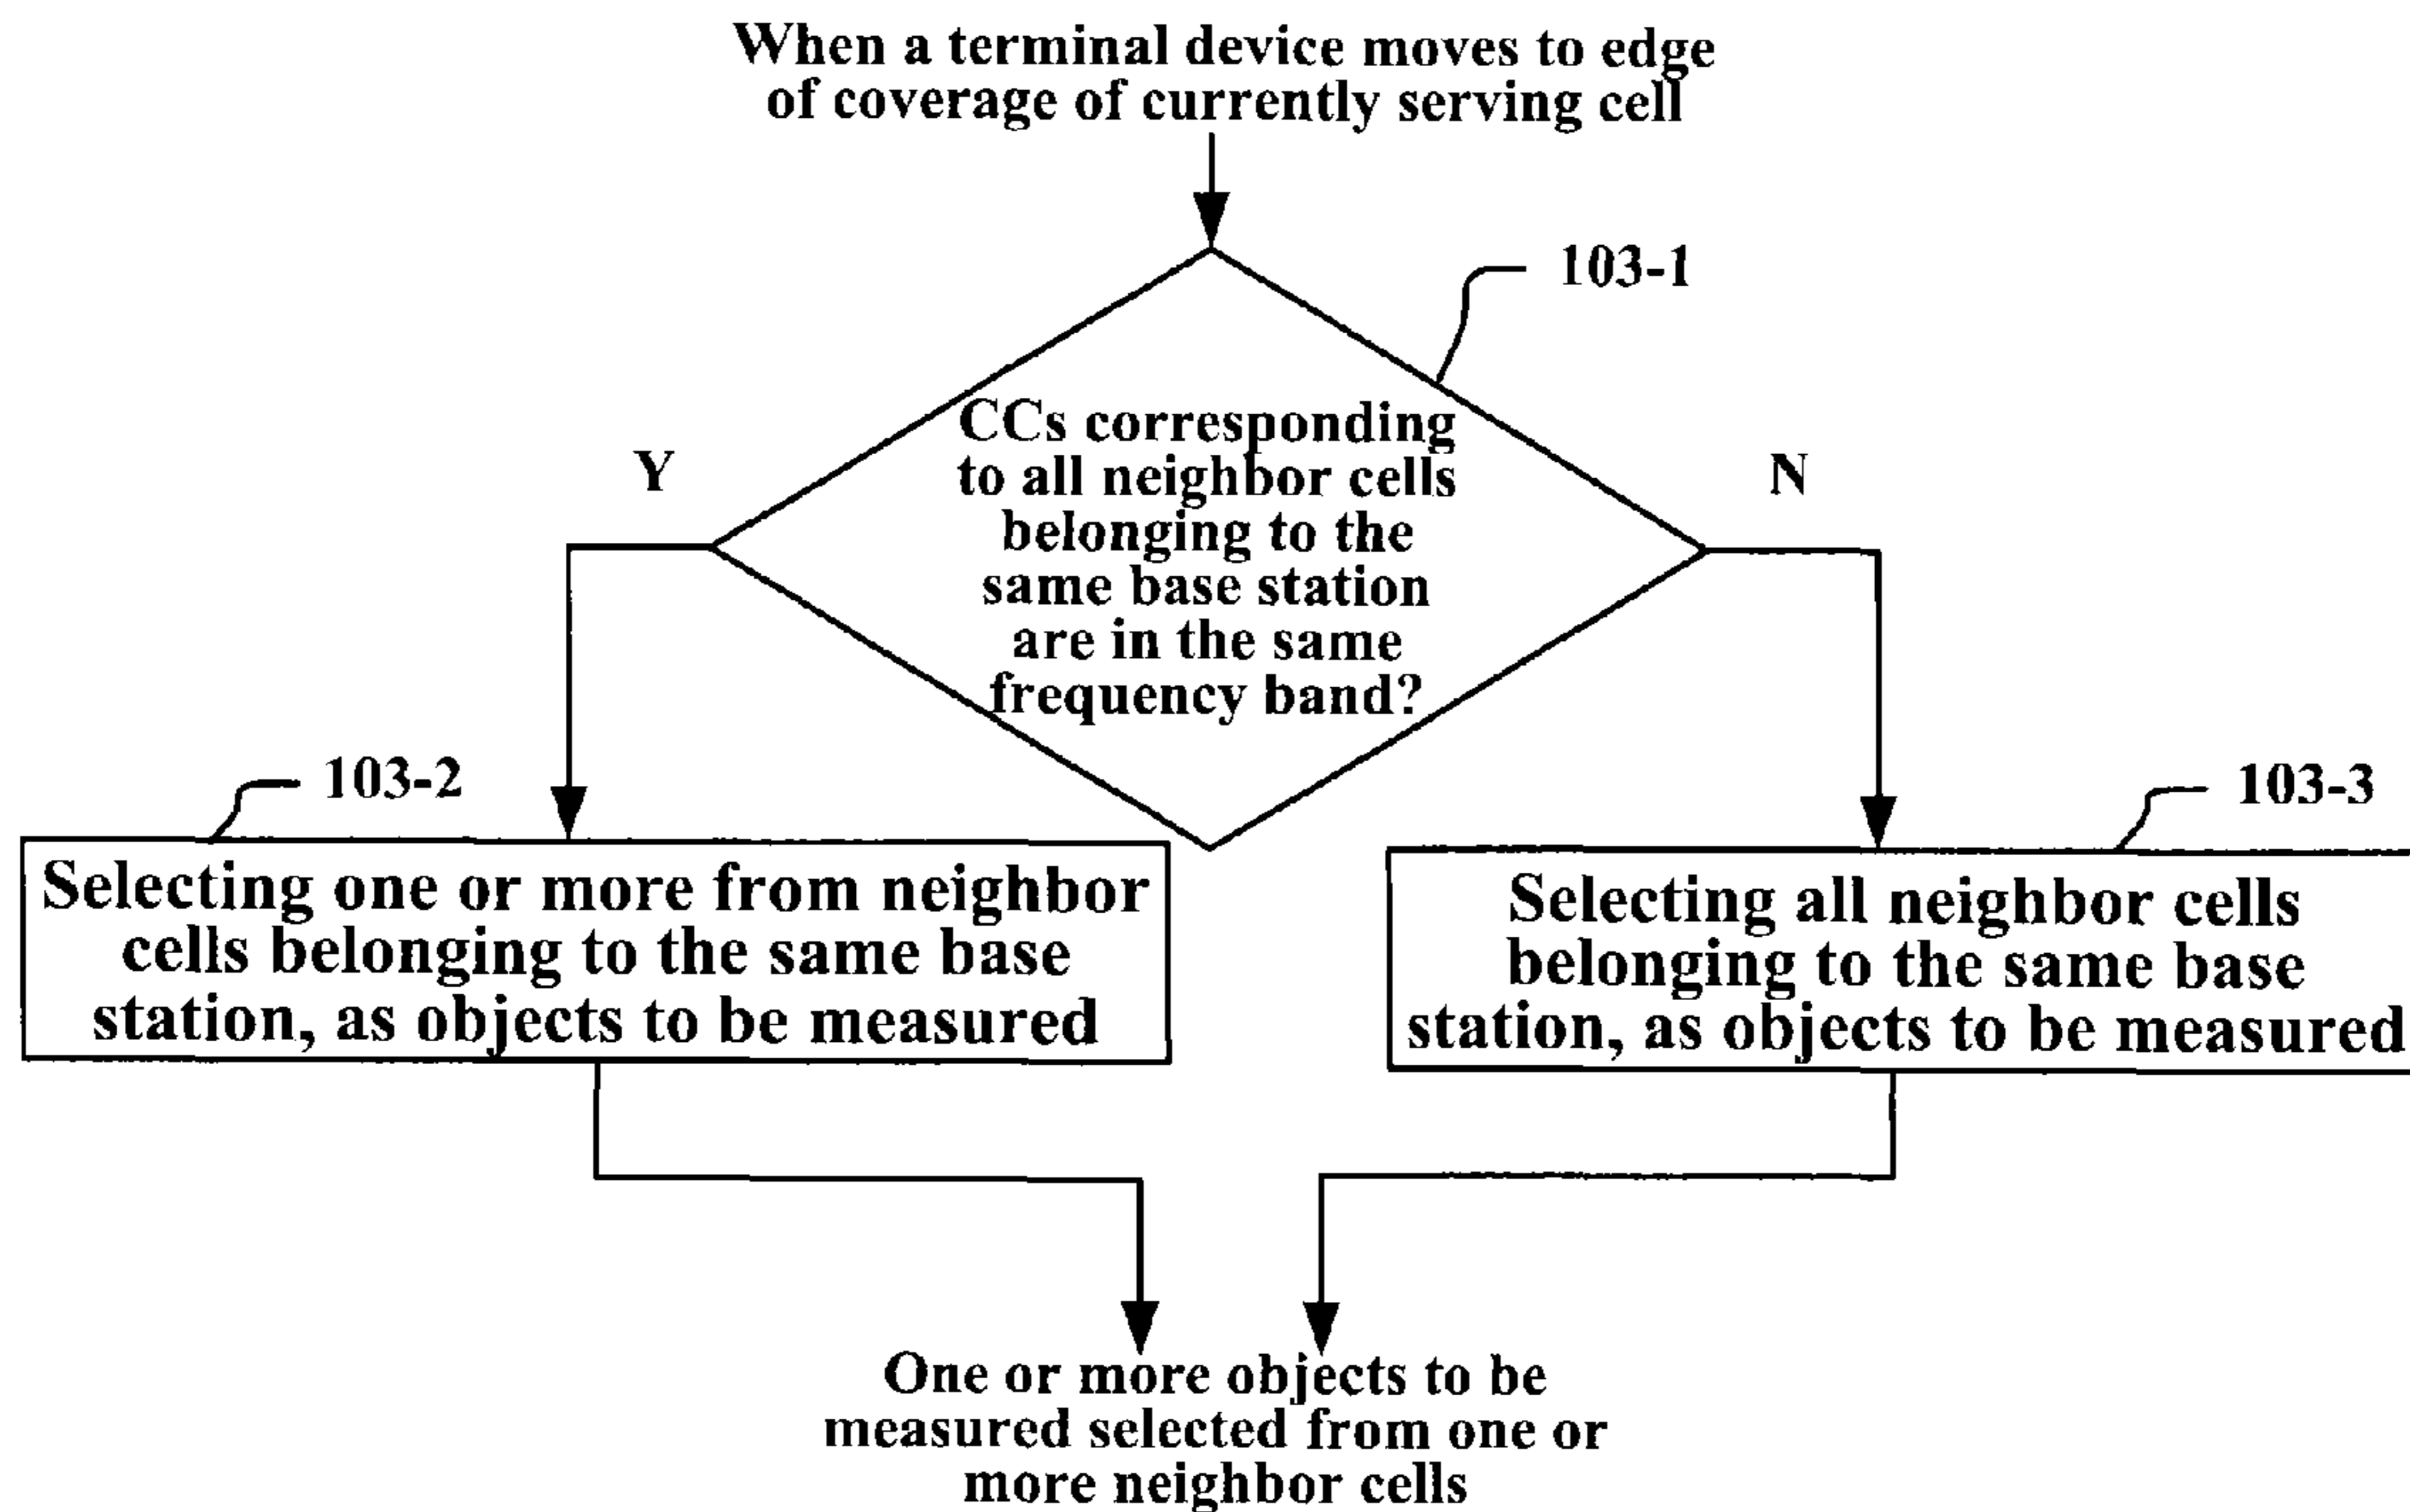 When a terminal device moves to edge
of coverage of currently serving cell
103-1
CCs corresponding
to all neighbor cells
belonging to the
same base station
are in the same
frequency band?
Y
N
103-2
103-3
Selecting one or more from neighbor
cells belonging to the same base
station, as objects to be measured
Selecting all neighbor cells
belonging to the same base
station, as objects to be measured
One or more objects to be
measured selected from one or
more neighbor cells